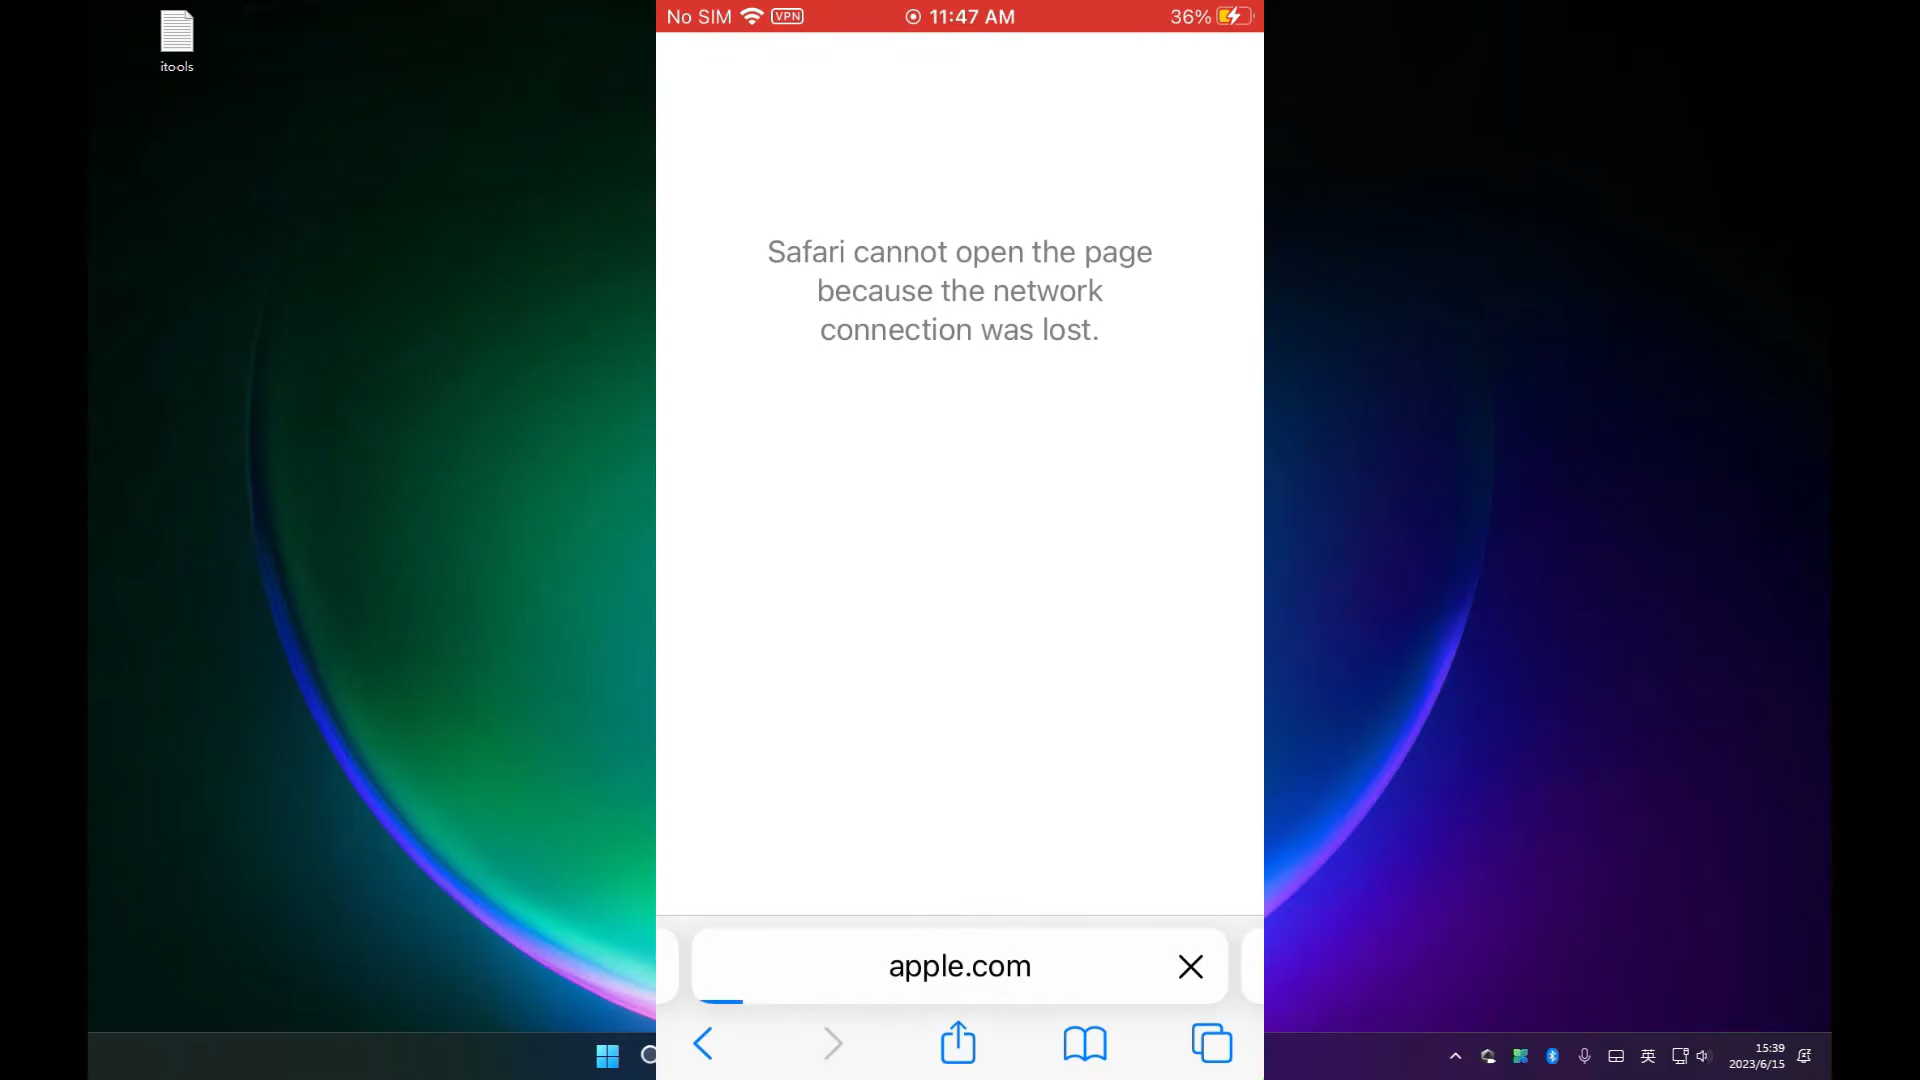 itools
No SIM VPN 11:47 AM 36%
Safari cannot open the page
because the network
connection was lost.
apple.com
英
15:39
2023/6/15